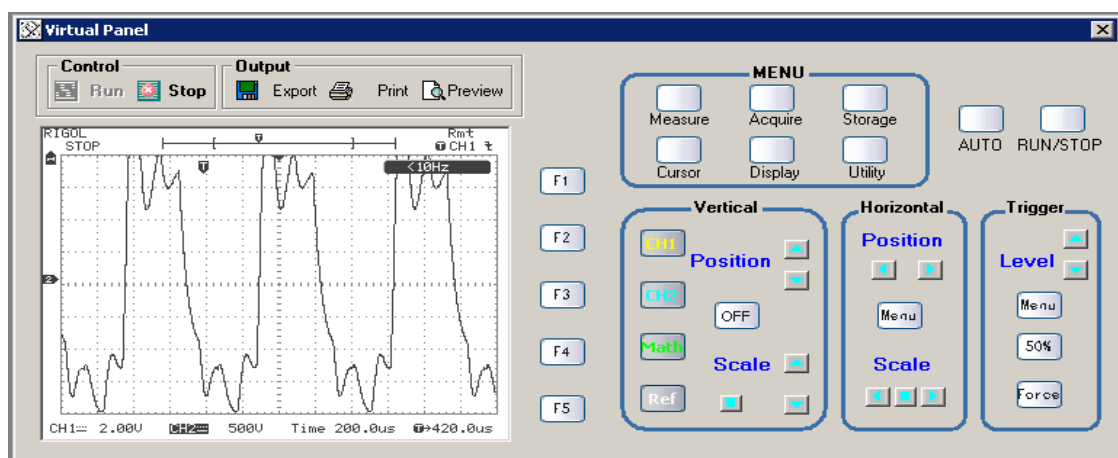 Virtual Panel
Control
Run Stop
Output
Export Print Preview
RIGOL
STOP
T
Rmt
T CH1
1
T
<10Hz
2
CH1 2.00V CH2 500V Time 200.0us T→420.0us
F1
F2
F3
F4
F5
MENU
Measure Acquire Storage
Cursor Display Utility
AUTO RUN/STOP
Vertical
CH1
Position
CH2
OFF
Math
Scale
Ref
Horizontal
Position
Menu
Scale
Trigger
Level
Menu
50%
Force